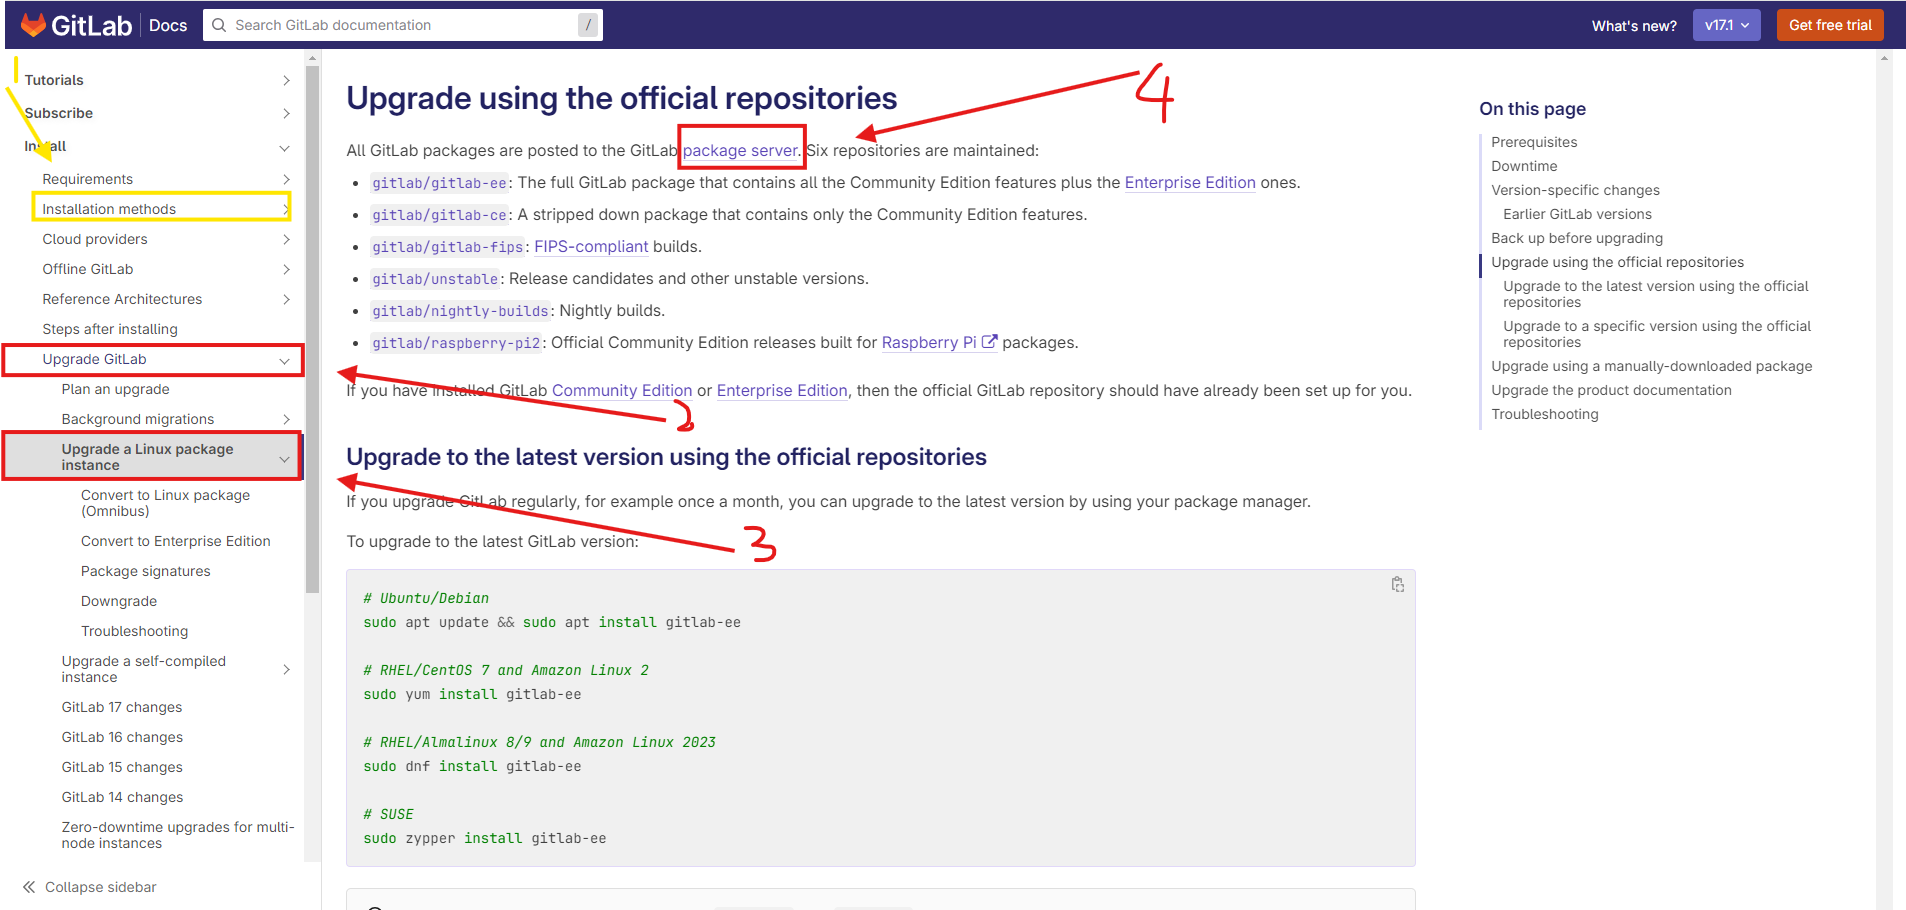 GitLab Docs
Search GitLab documentation /
What's new?
v17.1
Get free trial
1
Tutorials
Subscribe
Install
Requirements
Installation methods
Cloud providers
Offline GitLab
Reference Architectures
Steps after installing
Upgrade GitLab
Plan an upgrade
Background migrations
Upgrade a Linux package
instance
Convert to Linux package
(Omnibus)
Convert to Enterprise Edition
Package signatures
Downgrade
Troubleshooting
Upgrade a self-compiled
instance
GitLab 17 changes
GitLab 16 changes
GitLab 15 changes
GitLab 14 changes
Zero-downtime upgrades for multi-
node instances
Collapse sidebar
Upgrade using the official repositories
4
All GitLab packages are posted to the GitLab package server. Six repositories are maintained:
• gitlab/gitlab-ee: The full GitLab package that contains all the Community Edition features plus the Enterprise Edition ones.
• gitlab/gitlab-ce: A stripped down package that contains only the Community Edition features.
• gitlab/gitlab-fips: FIPS-compliant builds.
• gitlab/unstable: Release candidates and other unstable versions.
• gitlab/nightly-builds: Nightly builds.
• gitlab/raspberry-pi2: Official Community Edition releases built for Raspberry Pi packages.
If you have installed GitLab Community Edition or Enterprise Edition, then the official GitLab repository should have already been set up for you.
2
Upgrade to the latest version using the official repositories
If you upgrade GitLab regularly, for example once a month, you can upgrade to the latest version by using your package manager.
To upgrade to the latest GitLab version:
3
# Ubuntu/Debian
sudo apt update && sudo apt install gitlab-ee
# RHEL/CentOS 7 and Amazon Linux 2
sudo yum install gitlab-ee
# RHEL/Almalinux 8/9 and Amazon Linux 2023
sudo dnf install gitlab-ee
# SUSE
sudo zypper install gitlab-ee
On this page
Prerequisites
Downtime
Version-specific changes
Earlier GitLab versions
Back up before upgrading
Upgrade using the official repositories
Upgrade to the latest version using the official
repositories
Upgrade to a specific version using the official
repositories
Upgrade using a manually-downloaded package
Upgrade the product documentation
Troubleshooting